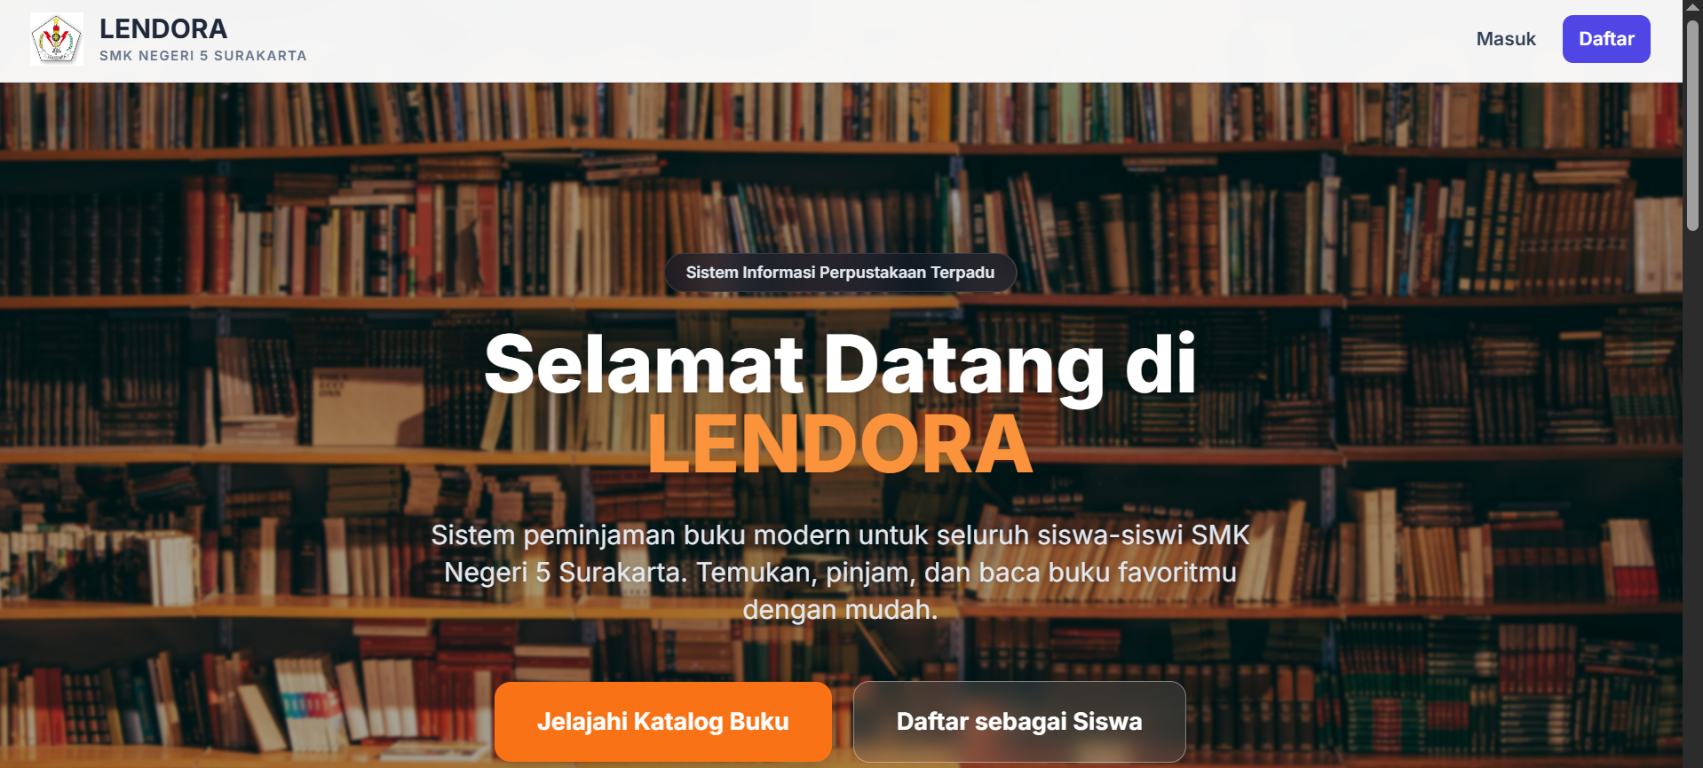 LENDORA
SMK NEGERI 5 SURAKARTA
Masuk
Daftar
Sistem Informasi Perpustakaan Terpadu
Selamat Datang di
LENDORA
Sistem peminjaman buku modern untuk seluruh siswa-siswi SMK
Negeri 5 Surakarta. Temukan, pinjam, dan baca buku favoritmu
dengan mudah.
Jelajahi Katalog Buku
Daftar sebagai Siswa